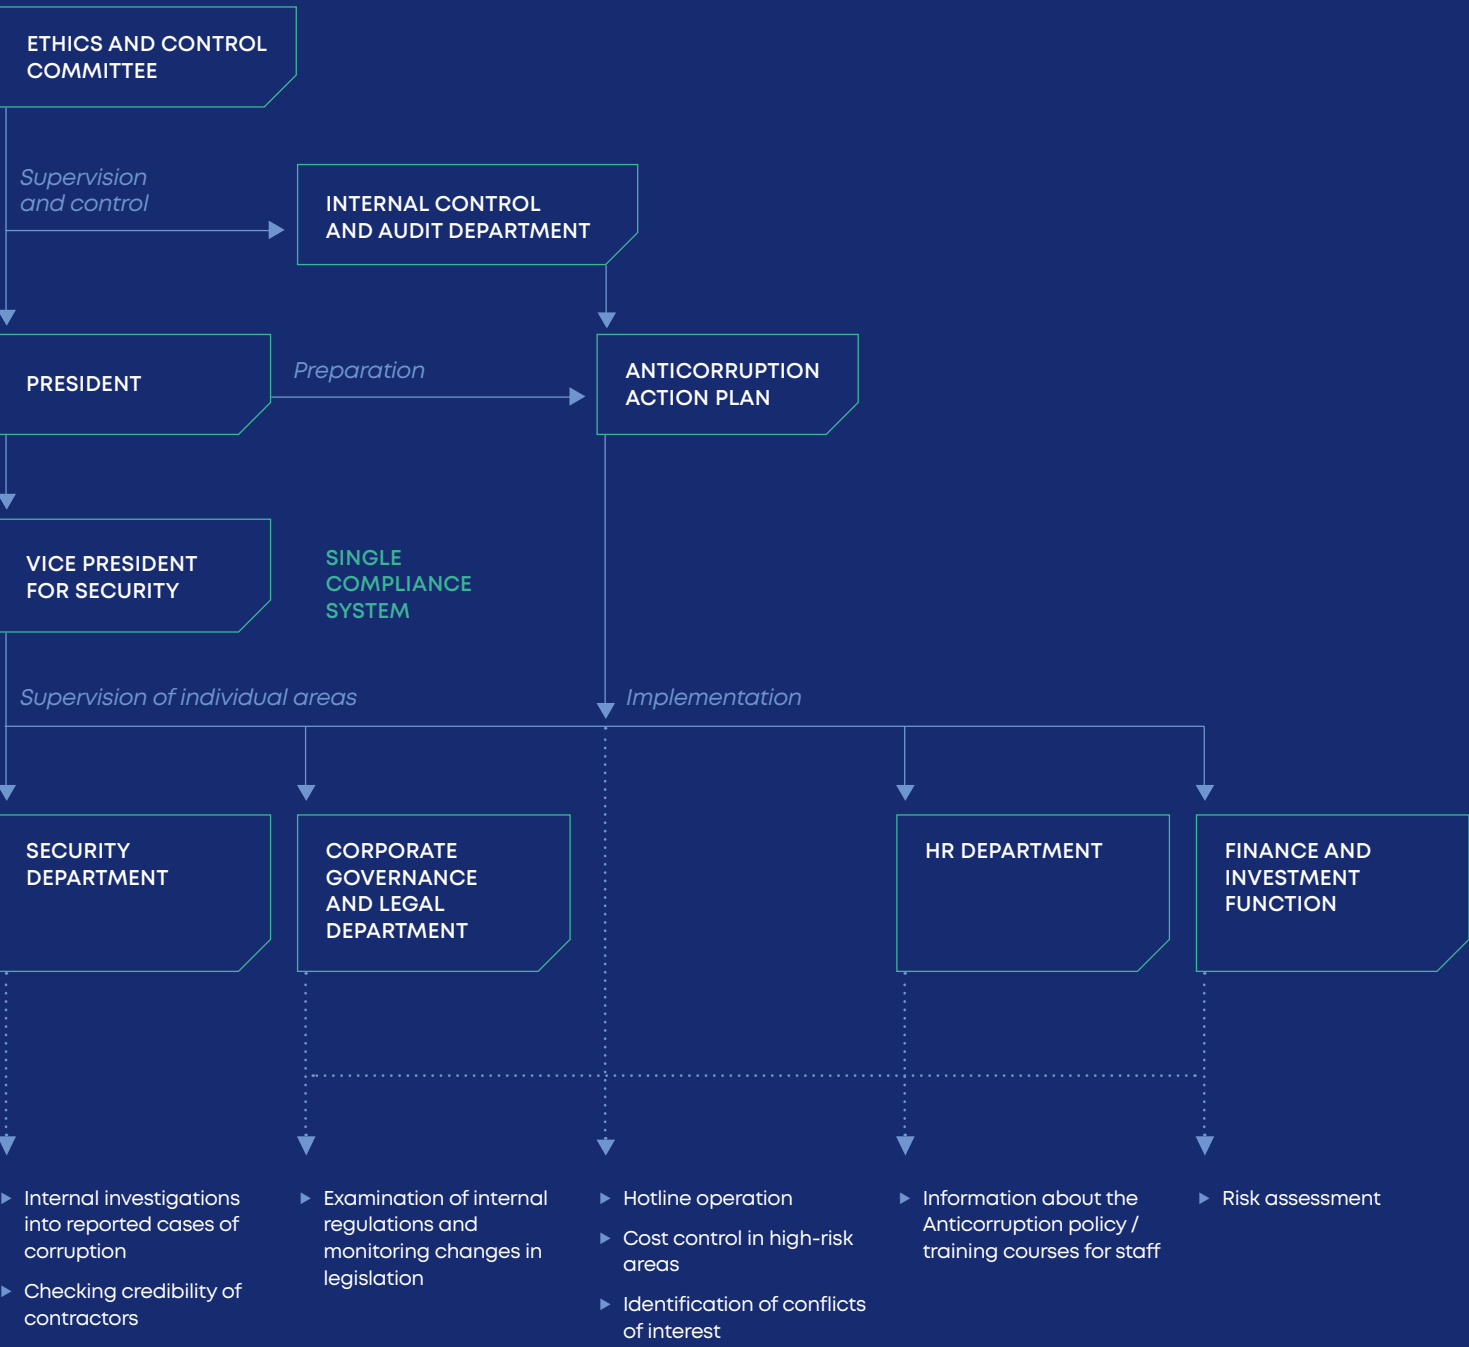 ETHICS AND CONTROL
COMMITTEE
Supervision
and control
INTERNAL CONTROL
AND AUDIT DEPARTMENT
PRESIDENT
Preparation
ANTICORRUPTION
ACTION PLAN
VICE PRESIDENT
FOR SECURITY
SINGLE
COMPLIANCE
SYSTEM
Supervision of individual areas
Implementation
SECURITY
DEPARTMENT
CORPORATE
GOVERNANCE
AND LEGAL
DEPARTMENT
HR DEPARTMENT
FINANCE AND
INVESTMENT
FUNCTION
Internal investigations
into reported cases of
corruption
Checking credibility of
contractors
Examination of internal
regulations and
monitoring changes in
legislation
Hotline operation
Cost control in high-risk
areas
Identification of conflicts
of interest
Information about the
Anticorruption policy /
training courses for staff
Risk assessment